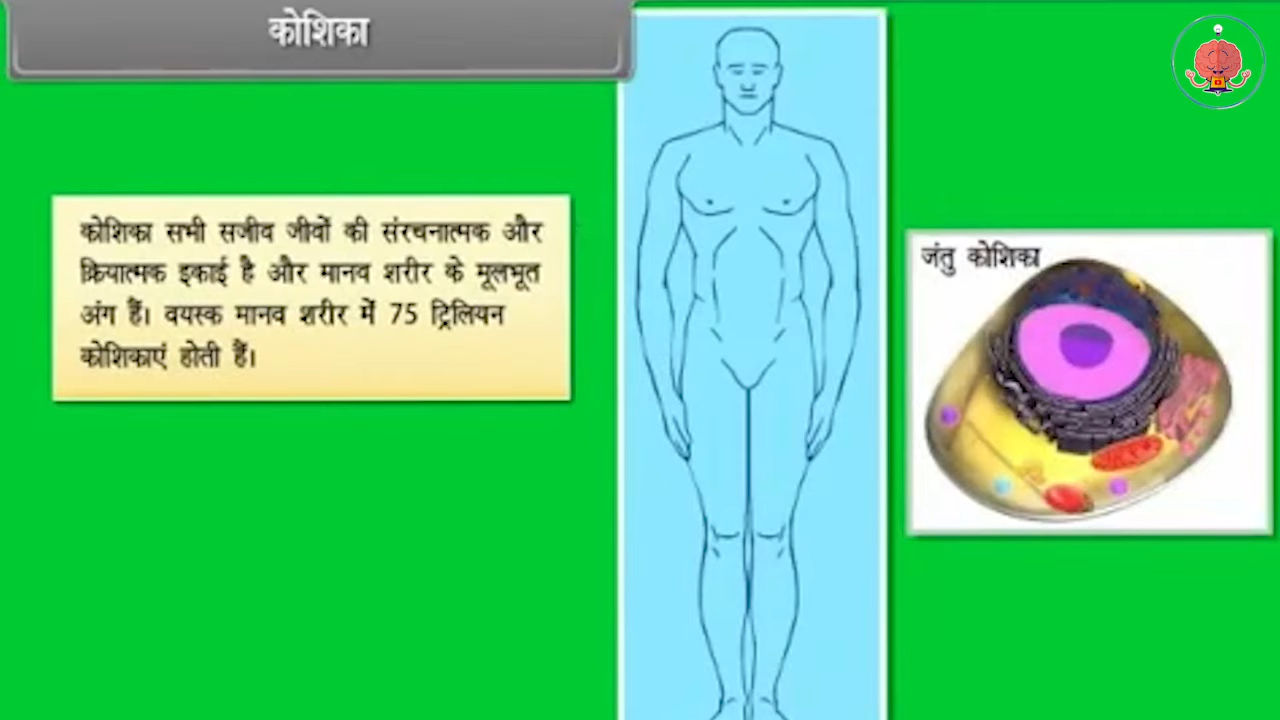 कोशिका
कोशिका सभी सजीव जीवों की संरचनात्मक और
क्रियात्मक इकाई है और मानव शरीर के मूलभूत
अंग हैं। वयस्क मानव शरीर में 75 ट्रिलियन
कोशिकाएं होती हैं।
जंतु कोशिका